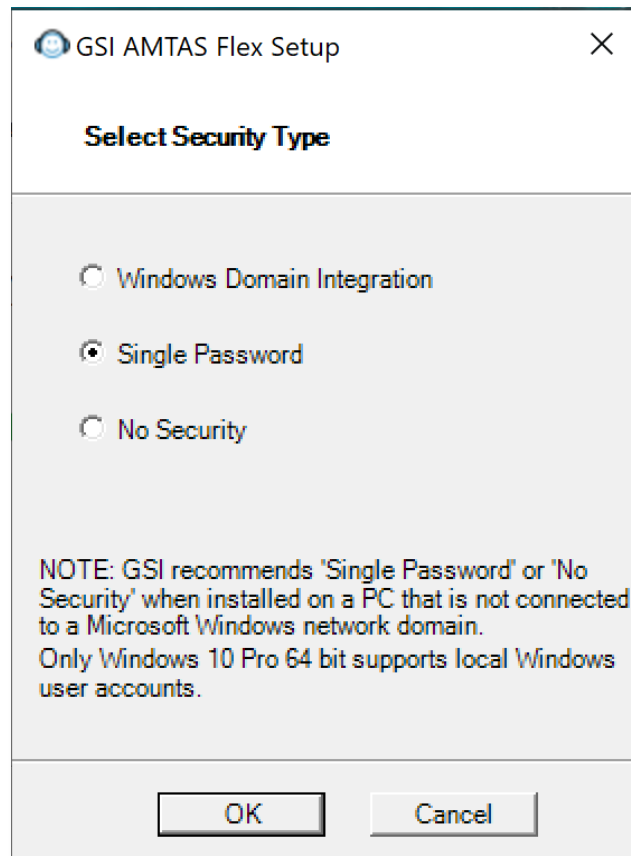 GSI AMTAS Flex Setup
Select Security Type
Windows Domain Integration
Single Password
No Security
NOTE: GSI recommends 'Single Password' or 'No
Security' when installed on a PC that is not connected
to a Microsoft Windows network domain.
Only Windows 10 Pro 64 bit supports local Windows
user accounts.
OK
Cancel